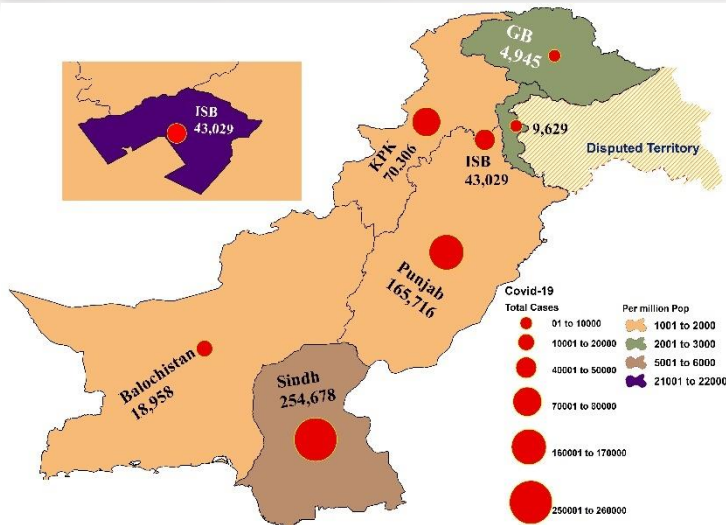 GB
4,945
ISB
43,029
9,629
Disputed Territory
KPK
70,306
ISB
43,029
Punjab
165,716
Balochistan
18,958
Sindh
254,678
Covid-19
Total Cases
01 to 10000
10001 to 20000
40001 to 50000
70001 to 80000
160001 to 170000
250001 to 260000
Per million Pop
1001 to 2000
2001 to 3000
5001 to 6000
21001 to 22000